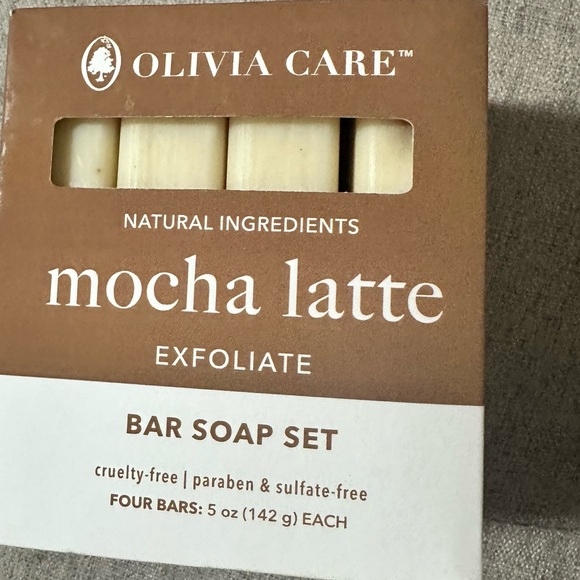 OLIVIA CARE™
NATURAL INGREDIENTS
mocha latte
EXFOLIATE
BAR SOAP SET
cruelty-free | paraben & sulfate-free
FOUR BARS: 5 oz (142 g) EACH